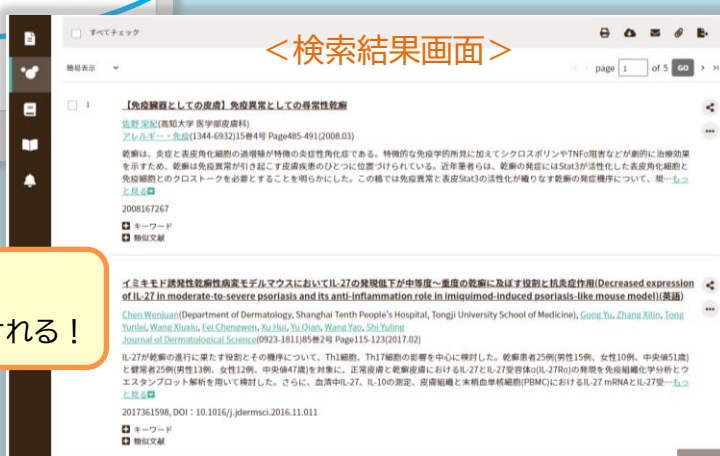 すべてチェック
＜検索結果画面＞
簡易表示
page 1 of 5 GO
1
【免疫臓器としての皮膚】免疫異常としての尋常性乾癬
佐野 栄紀(高知大学 医学部皮膚科)
アレルギー・免疫(1344-6932)15巻4号 Page485-491(2008.03)
乾癬は、炎症と表皮角化細胞の過増殖が特徴の炎症性角化症である。特徴的な免疫学的所見に加えてシクロスポリンやTNFα阻害などが劇的に治療効果
を示すため、乾癬は免疫異常が引き起こす皮膚疾患のひとつに位置づけられている。近年筆者らは、乾癬の発症にはStat3が活性化した表皮角化細胞と
免疫細胞とのクロストークを必要とすることを明らかにした。この稿では免疫異常と表皮Stat3の活性化が織りなす乾癬の発症機序について、現…もっ
と見る
2008167267
キーワード
類似文献
される！
イミキモド誘発性乾癬性病変モデルマウスにおいてIL-27の発現低下が中等度～重度の乾癬に及ぼす役割と抗炎症作用(Decreased expression
of IL-27 in moderate-to-severe psoriasis and its anti-inflammation role in imiquimod-induced psoriasis-like mouse model)(英語)
Chen Wenjuan(Department of Dermatology, Shanghai Tenth People's Hospital, Tongji University School of Medicine), Gong Yu, Zhang Xilin, Tong
Yunlei, Wang Xiuxiu, Fei Chengwen, Xu Hui, Yu Qian, Wang Yao, Shi Yuling
Journal of Dermatological Science(0923-1811)85巻2号 Page115-123(2017.02)
IL-27が乾癬の進行に果たす役割とその機序について、Th1細胞、Th17細胞の影響を中心に検討した。乾癬患者25例(男性15例、女性10例、中央値51歳)
と健常者25例(男性13例、女性12例、中央値47歳)を対象に、正常皮膚と乾癬皮膚におけるIL-27とIL-27受容体α(IL-27Rα)の発現を免疫組織化学分析とウ
エスタンブロット解析を用いて検討した。さらに、血清中IL-27、IL-10の測定、皮膚組織と末梢血単核細胞(PBMC)におけるIL-27 mRNAとIL-27受…もっ
と見る
2017361598, DOI：10.1016/j.jdermsci.2016.11.011
キーワード
類似文献